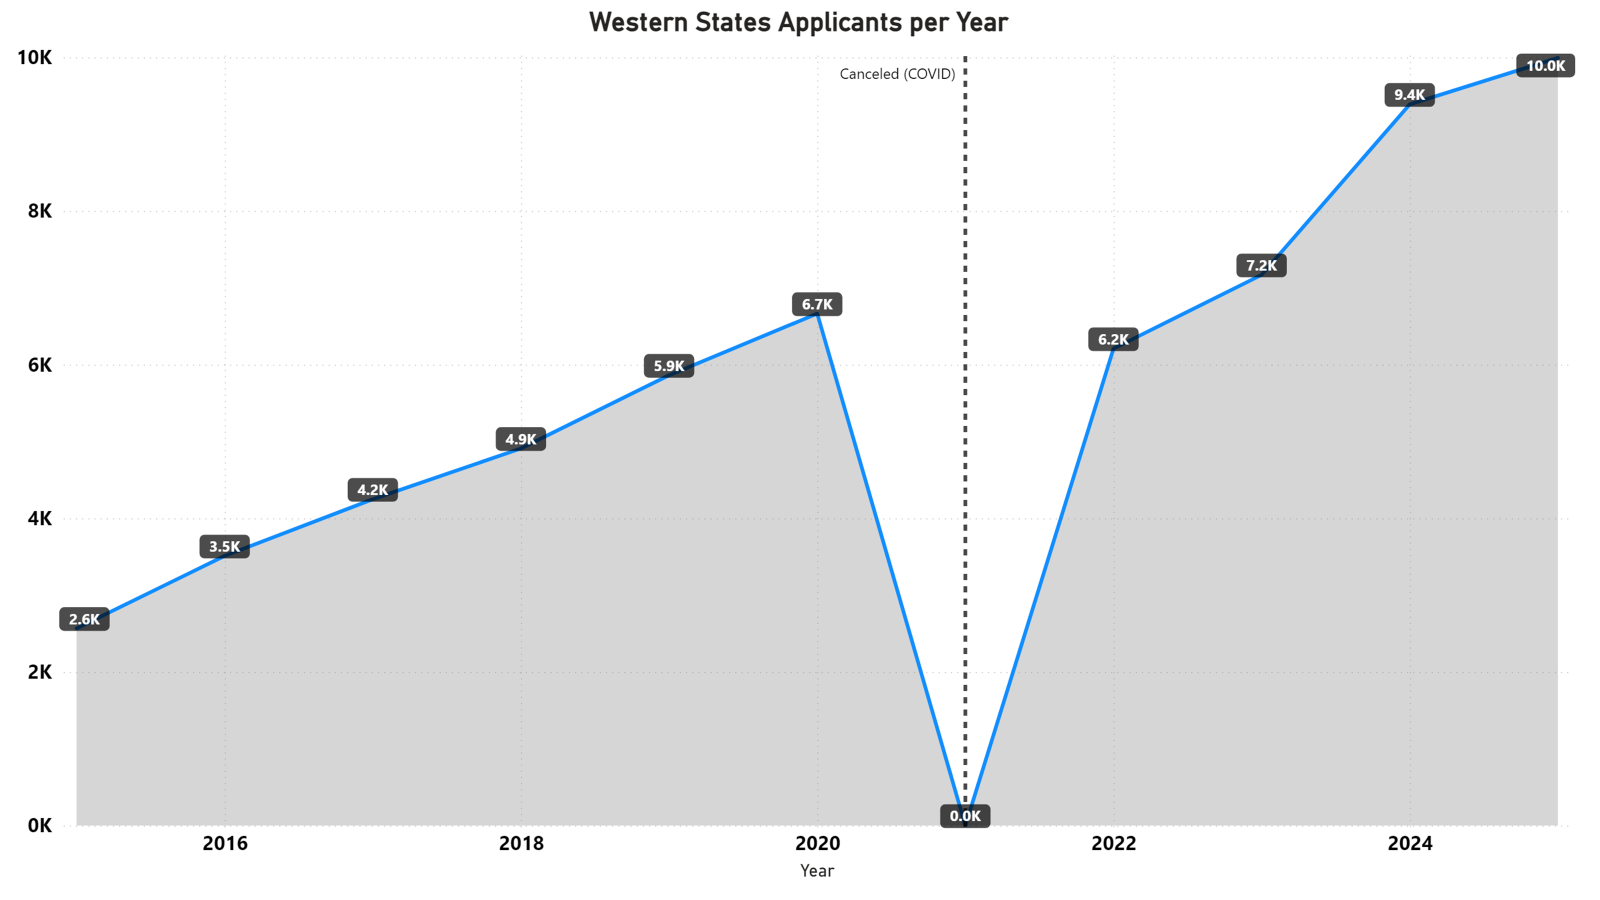 Western States Applicants per Year
10K
Canceled (COVID)
10.0K
9.4K
8K
7.2K
6.7K
6.2K
6K
5.9K
4.9K
4.2K
4K
3.5K
2.6K
2K
0.0K
0K
2016
2018
2020
2022
2024
Year